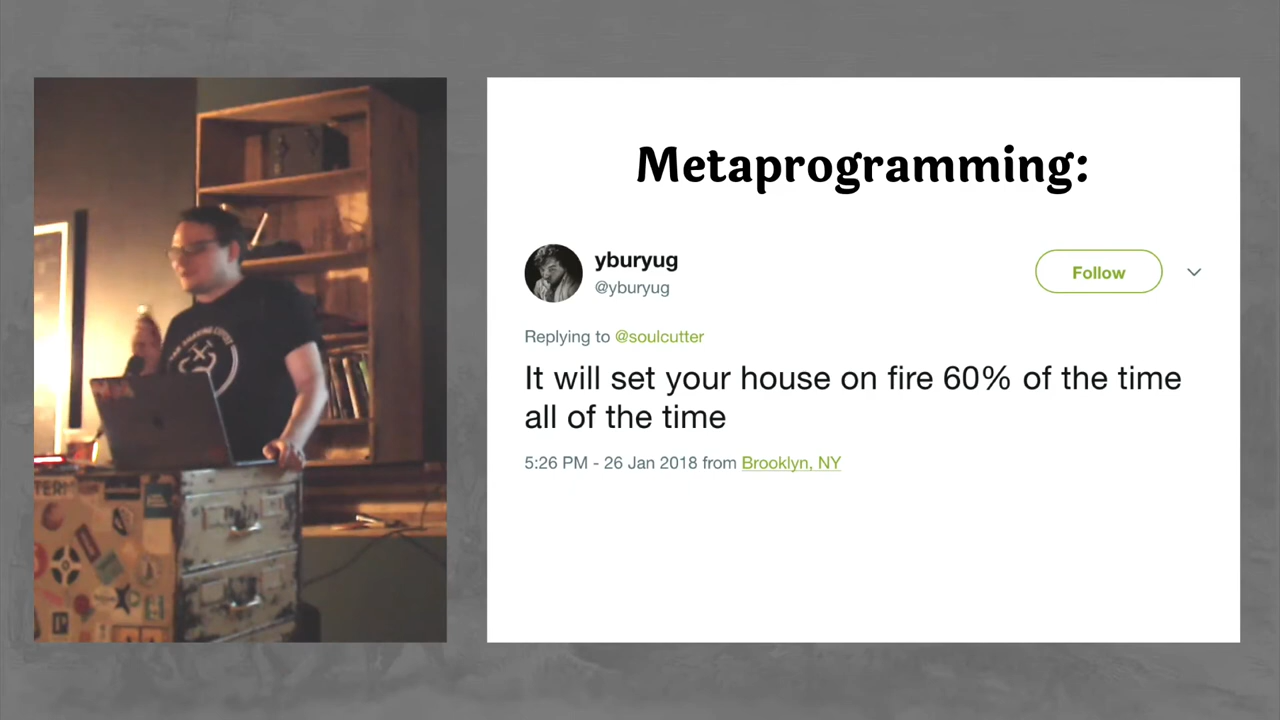 Metaprogramming:
yburyug
@yburyug
Follow
Replying to @soulcutter
It will set your house on fire 60% of the time
all of the time
5:26 PM - 26 Jan 2018 from Brooklyn, NY